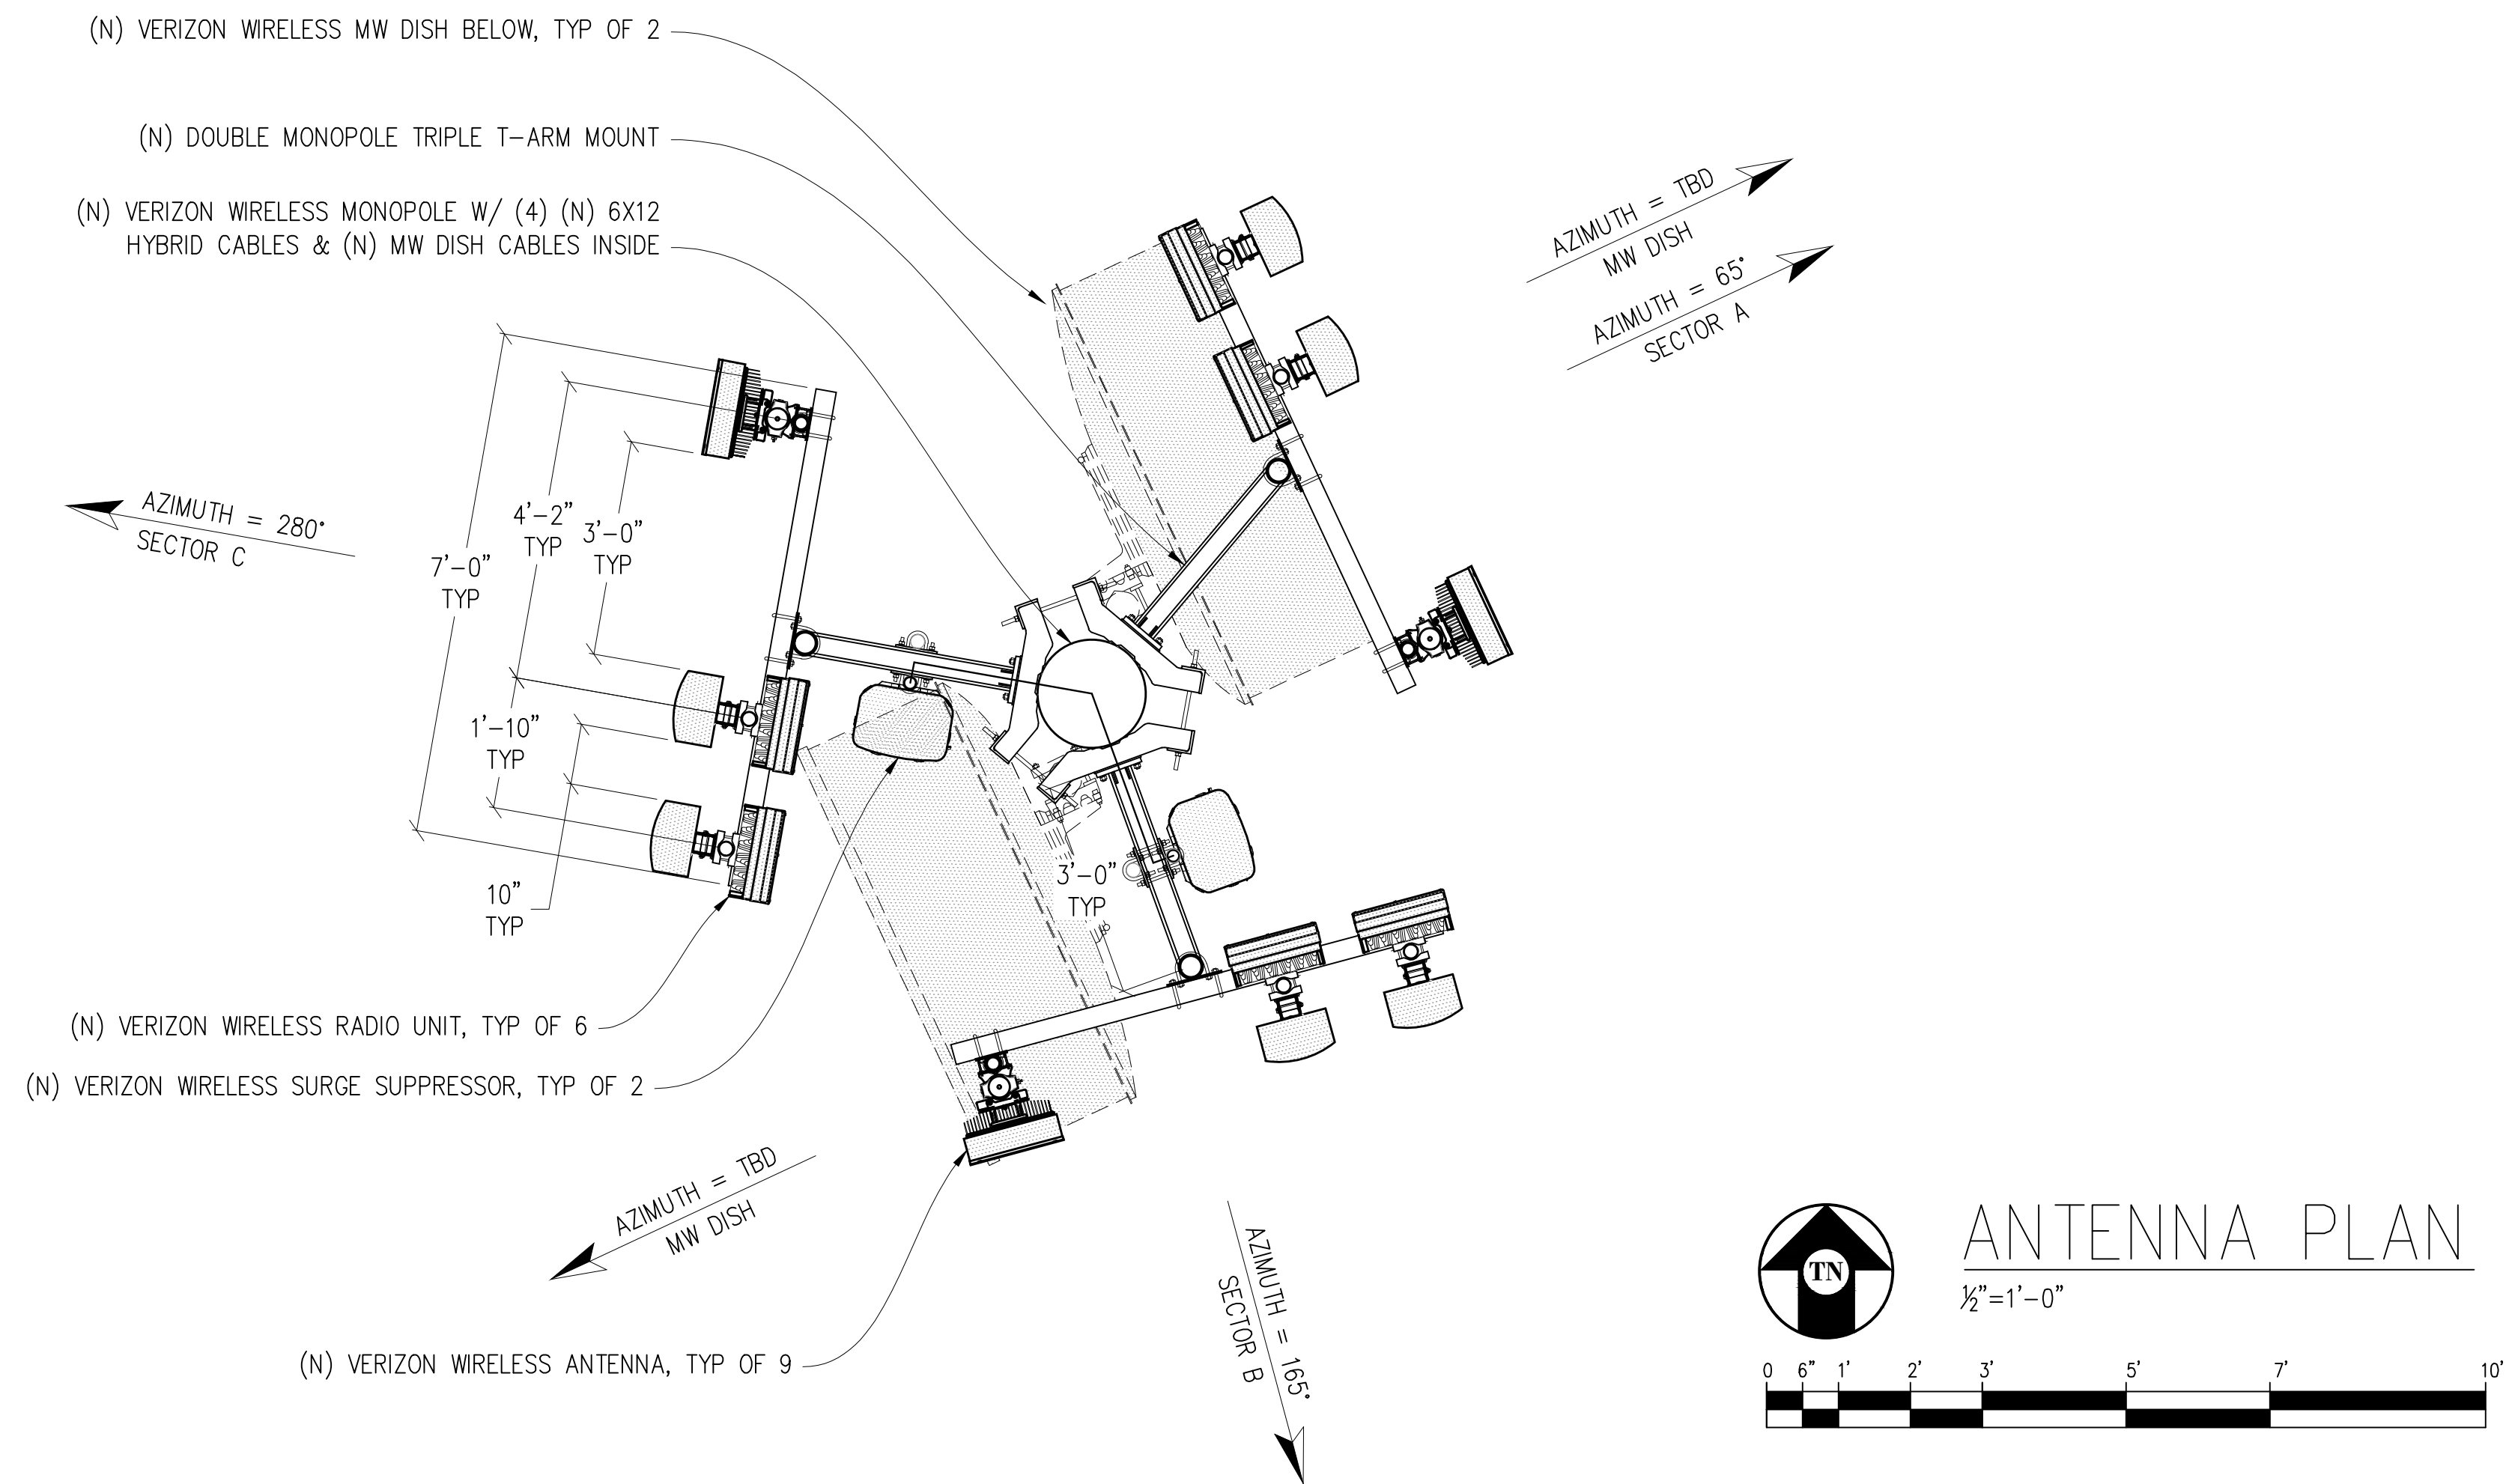 (N) VERIZON WIRELESS MW DISH BELOW, TYP OF 2
(N) DOUBLE MONOPOLE TRIPLE T-ARM MOUNT
(N) VERIZON WIRELESS MONOPOLE W/ (4) (N) 6X12
HYBRID CABLES & (N) MW DISH CABLES INSIDE
AZIMUTH = TBD
MW DISH
AZIMUTH = 65°
SECTOR A
AZIMUTH = 280°
SECTOR C
7'-0"
TYP
4'-2"
TYP
3'-0"
TYP
1'-10"
TYP
10"
TYP
3'-0"
TYP
(N) VERIZON WIRELESS RADIO UNIT, TYP OF 6
(N) VERIZON WIRELESS SURGE SUPPRESSOR, TYP OF 2
AZIMUTH = TBD
MW DISH
(N) VERIZON WIRELESS ANTENNA, TYP OF 9
AZIMUTH = 165°
SECTOR B
TN
ANTENNA PLAN
½"=1'-0"
0 6" 1' 2' 3' 5' 7' 10'